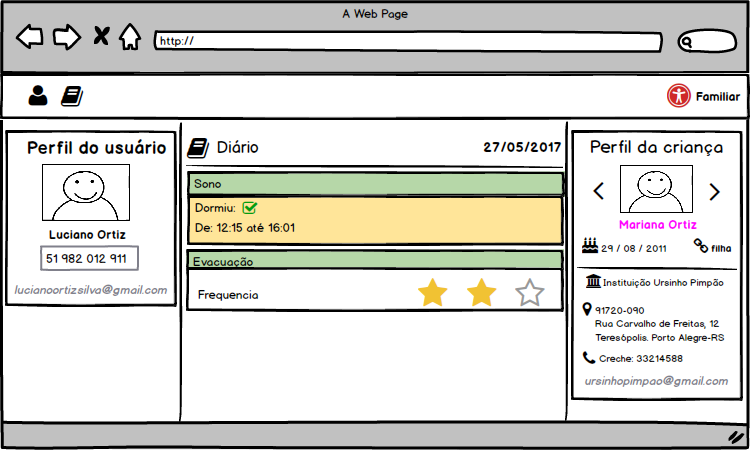 A Web Page
http://
Familiar
Perfil do usuário
Luciano Ortiz
51 982 012 911
lucianoortizsilva@gmail.com
Diário
27/05/2017
Sono
Dormiu:
De: 12:15 até 16:01
Evacuação
Frequencia
Perfil da criança
Mariana Ortiz
29 / 08 / 2011
filha
Instituição Ursinho Pimpão
91720-090
Rua Carvalho de Freitas, 12
Teresópolis. Porto Alegre-RS
Creche: 33214588
ursinhopimpao@gmail.com